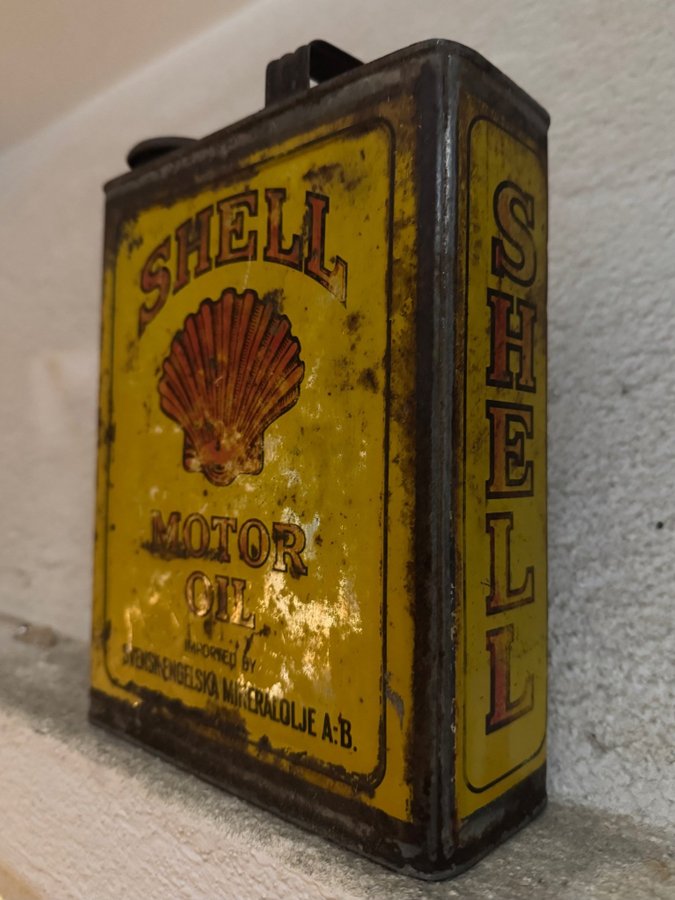 SHELL
MOTOR
OIL
IMPORTED BY
SVENSK-ENGELSKA MINERALOLJE A.-B.
SHELL